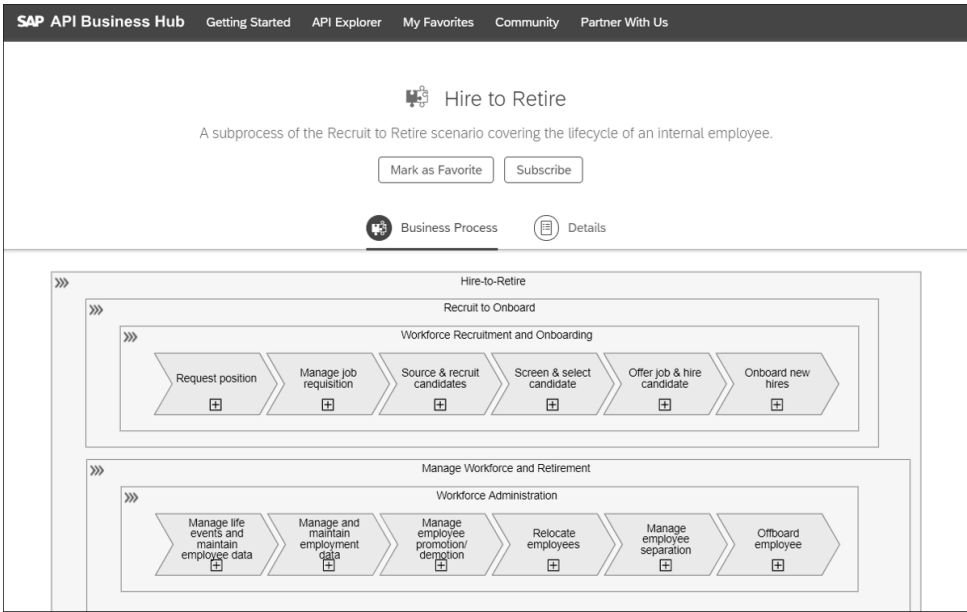 SAP API Business Hub Getting Started API Explorer My Favorites Community Partner With Us
Hire to Retire
A subprocess of the Recruit to Retire scenario covering the lifecycle of an internal employee.
Mark as Favorite Subscribe
Business Process Details
Hire-to-Retire
Recruit to Onboard
Workforce Recruitment and Onboarding
Request position
Manage job
requisition
Source & recruit
candidates
Screen & select
candidate
Offer job & hire
candidate
Onboard new
hires
Manage Workforce and Retirement
Workforce Administration
Manage life
events and
maintain
employee data
Manage and
maintain
employment
data
Manage
employee
promotion/
demotion
Relocate
employees
Manage
employee
separation
Offboard
employee